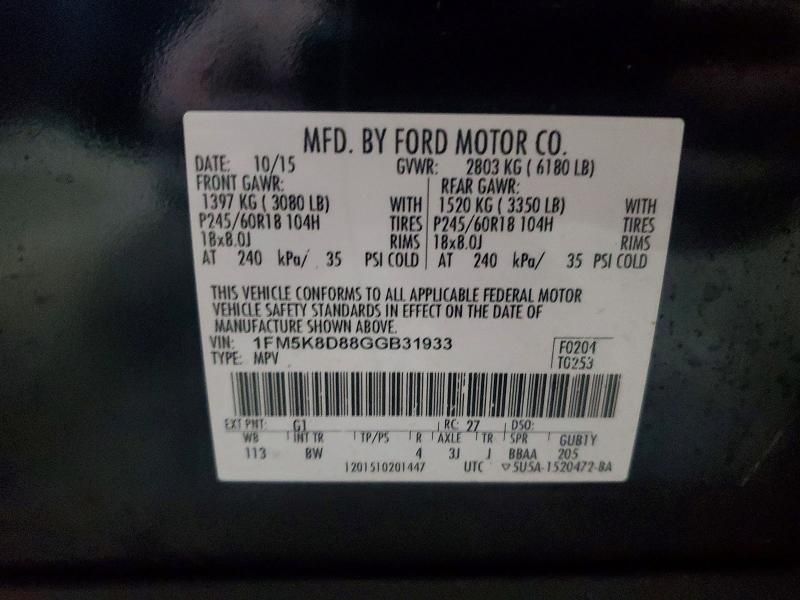 MFD. BY FORD MOTOR CO.
DATE: 10/15 GVWR: 2803 KG ( 6180 LB)
FRONT GAWR: REAR GAWR:
1397 KG ( 3080 LB) WITH 1520 KG ( 3350 LB) WITH
P245/60R18 104H TIRES P245/60R18 104H TIRES
18x8.0J RIMS 18x8.0J RIMS
AT 240 kPa/ 35 PSI COLD AT 240 kPa/ 35 PSI COLD
THIS VEHICLE CONFORMS TO ALL APPLICABLE FEDERAL MOTOR
VEHICLE SAFETY STANDARDS IN EFFECT ON THE DATE OF
MANUFACTURE SHOWN ABOVE.
VIN: 1FM5K8D88GGB31933 F0204
TYPE: MPV T0253
EXT PNT: G1 RC: 27 DSO:
WB INT TR TP/PS R AXLE TR SPR GUB1Y
113 BW 4 3J J BBAA 205
1201510201447 UTC ▽5U5A-1520472-BA